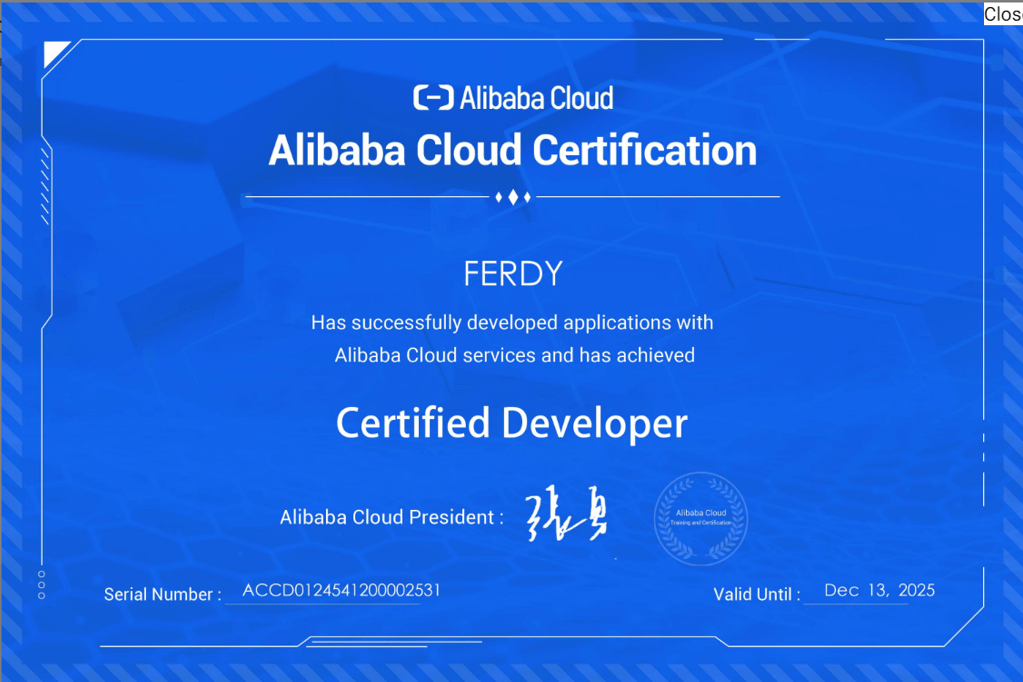 Clos
Alibaba Cloud
Alibaba Cloud Certification
FERDY
Has successfully developed applications with
Alibaba Cloud services and has achieved
Certified Developer
Alibaba Cloud President : 张勇
Alibaba Cloud
Training and Certification
Serial Number : ACCD0124541200002531
Valid Until : Dec 13, 2025